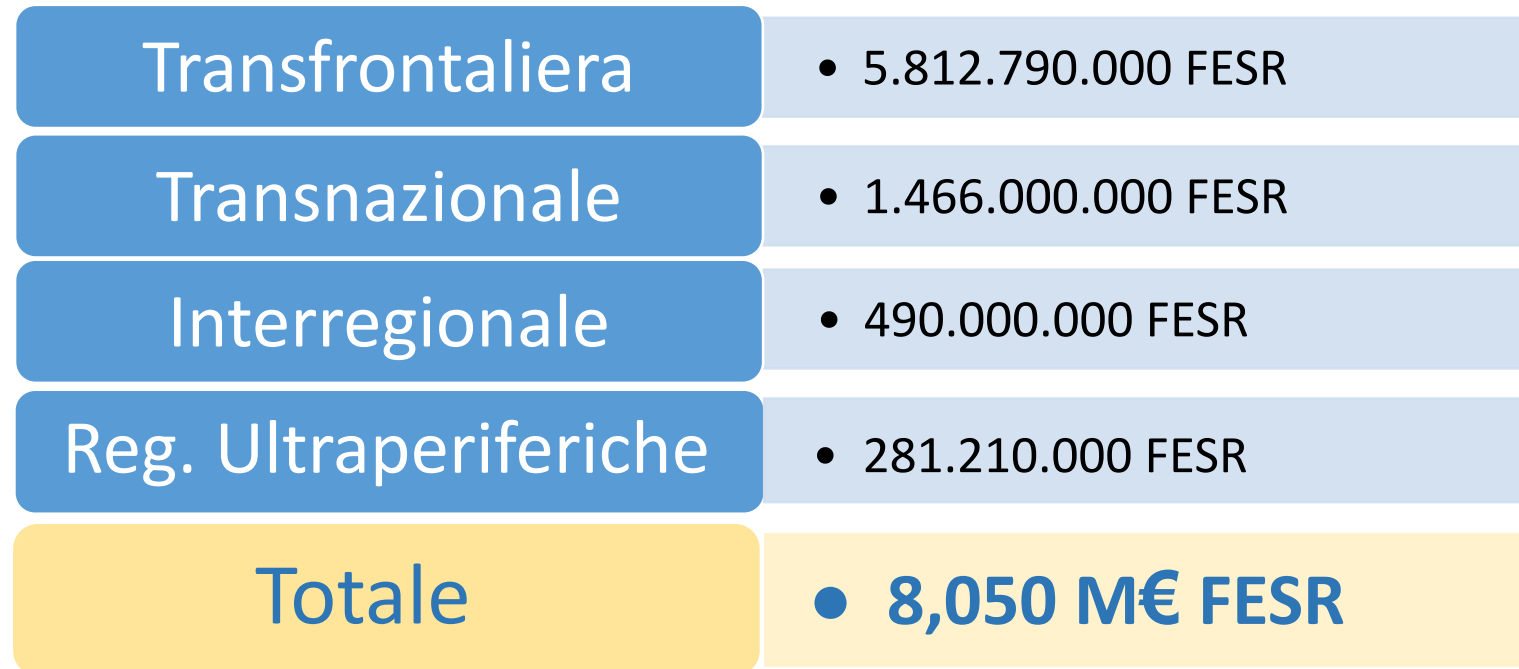 Transfrontaliera
• 5.812.790.000 FESR
Transnazionale
• 1.466.000.000 FESR
Interregionale
• 490.000.000 FESR
Reg. Ultraperiferiche
• 281.210.000 FESR
Totale
• 8,050 M€ FESR